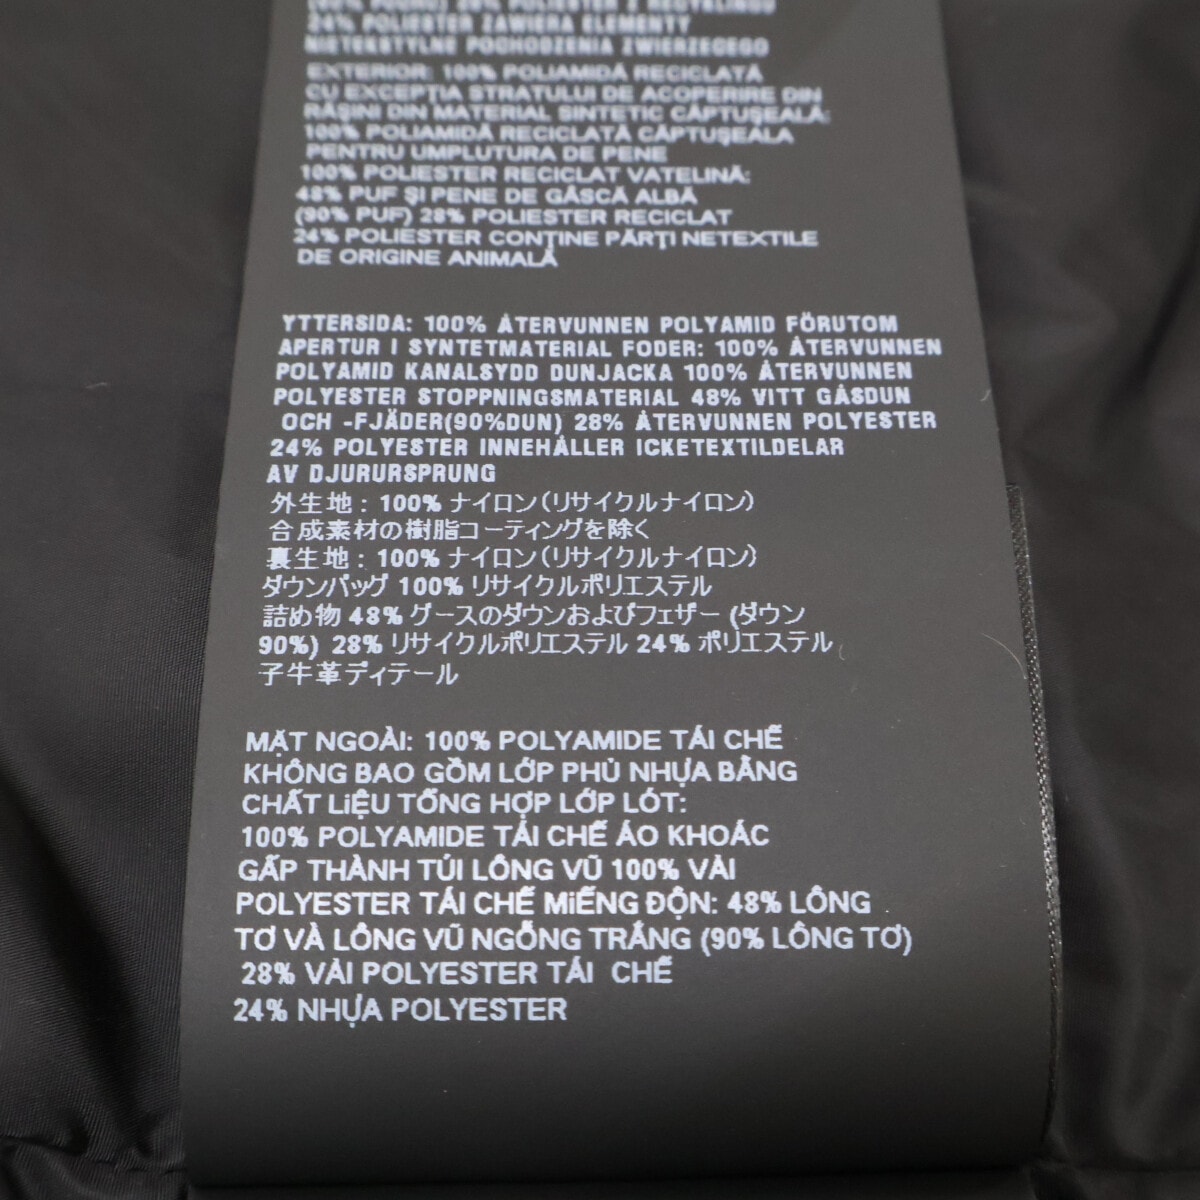 (90% PUCHU) 28% POLIESTER Z RECYKLINGU
24% POLIESTER ZAWIERA ELEMENTY
NIETEKSTYLNE POCHODZENIA ZWIERZĘCEGO
EXTERIOR: 100% POLIAMIDĂ RECICLATĂ
CU EXCEPȚIA STRATULUI DE ACOPERIRE DIN
RĂȘINI DIN MATERIAL SINTETIC CĂPTUȘEALĂ:
100% POLIAMIDĂ RECICLATĂ CĂPTUȘEALA
PENTRU UMPLUTURA DE PENE
100% POLIESTER RECICLAT VATELINĂ:
48% PUF ȘI PENE DE GÂSCĂ ALBĂ
(90% PUF) 28% POLIESTER RECICLAT
24% POLIESTER CONȚINE PĂRȚI NETEXTILE
DE ORIGINE ANIMALĂ
YTTERSIDA: 100% ÅTERVUNNEN POLYAMID FÖRUTOM
APERTUR I SYNTETMATERIAL FODER: 100% ÅTERVUNNEN
POLYAMID KANALSYDD DUNJACKA 100% ÅTERVUNNEN
POLYESTER STOPPNINGSMATERIAL 48% VITT GÅSDUN
OCH -FJÄDER(90%DUN) 28% ÅTERVUNNEN POLYESTER
24% POLYESTER INNEHÅLLER ICKETEXTILDELAR
AV DJURURSPRUNG
外生地 : 100% ナイロン(リサイクルナイロン)
合成素材の樹脂コーティングを除く
裏生地 : 100% ナイロン(リサイクルナイロン)
ダウンバッグ 100% リサイクルポリエステル
詰め物 48% グースのダウンおよびフェザー (ダウン
90%) 28% リサイクルポリエステル 24% ポリエステル
子牛革ディテール
MẶT NGOÀI: 100% POLYAMIDE TÁI CHẾ
KHÔNG BAO GỒM LỚP PHỦ NHỰA BẰNG
CHẤT LiỆU TỔNG HỢP LỚP LÓT:
100% POLYAMIDE TÁI CHẾ ÁO KHOÁC
GẤP THÀNH TÚI LÔNG VŨ 100% VẢI
POLYESTER TÁI CHẾ MiẾNG ĐỘN: 48% LÔNG
TƠ VÀ LÔNG VŨ NGỖNG TRẮNG (90% LÔNG TƠ)
28% VẢI POLYESTER TÁI CHẾ
24% NHỰA POLYESTER